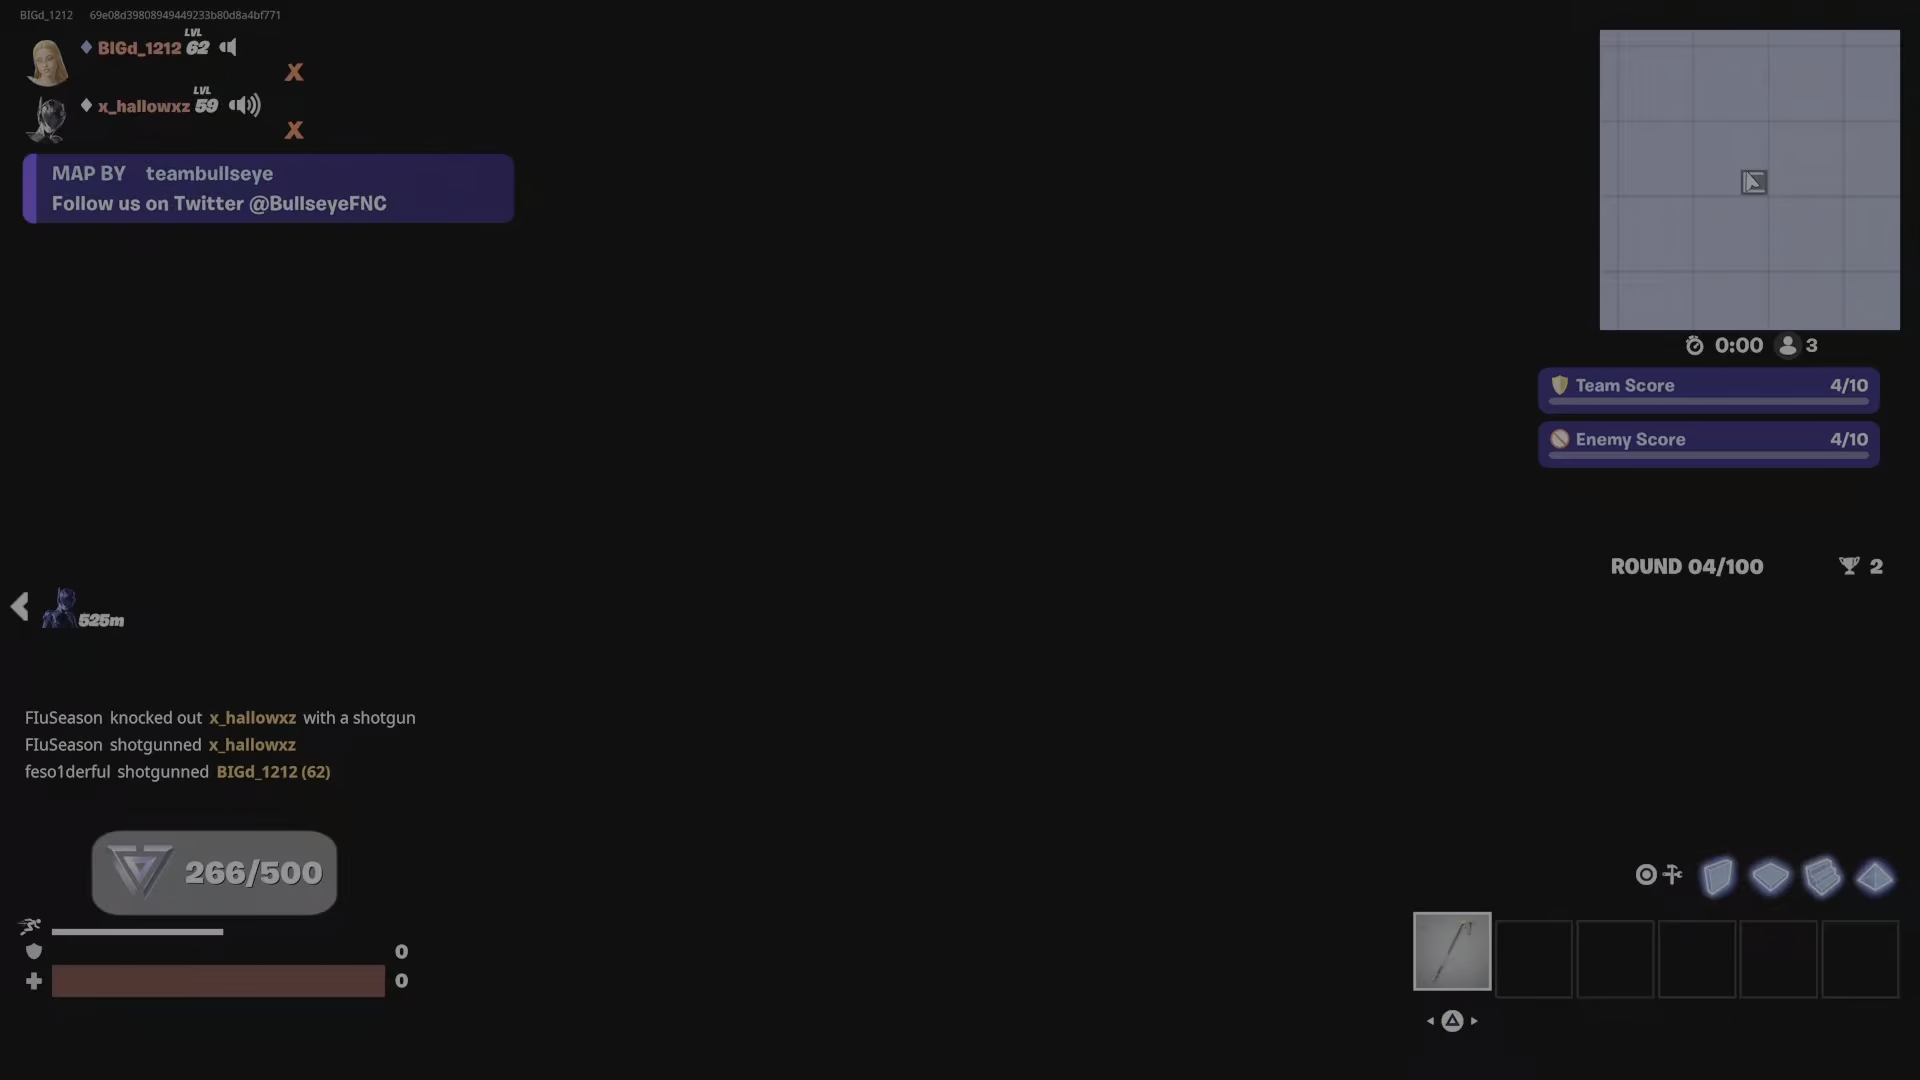 BIGd_1212 69e08d39808949449233b80d8a4bf771
LVL
BIGd_1212 62
X
LVL
x_hallowxz 59
X
MAP BY teambullseye
Follow us on Twitter @BullseyeFNC
0:00 3
Team Score 4/10
Enemy Score 4/10
ROUND 04/100 2
525m
FIuSeason knocked out x_hallowxz with a shotgun
FIuSeason shotgunned x_hallowxz
feso1derful shotgunned BIGd_1212 (62)
266/500
0
0